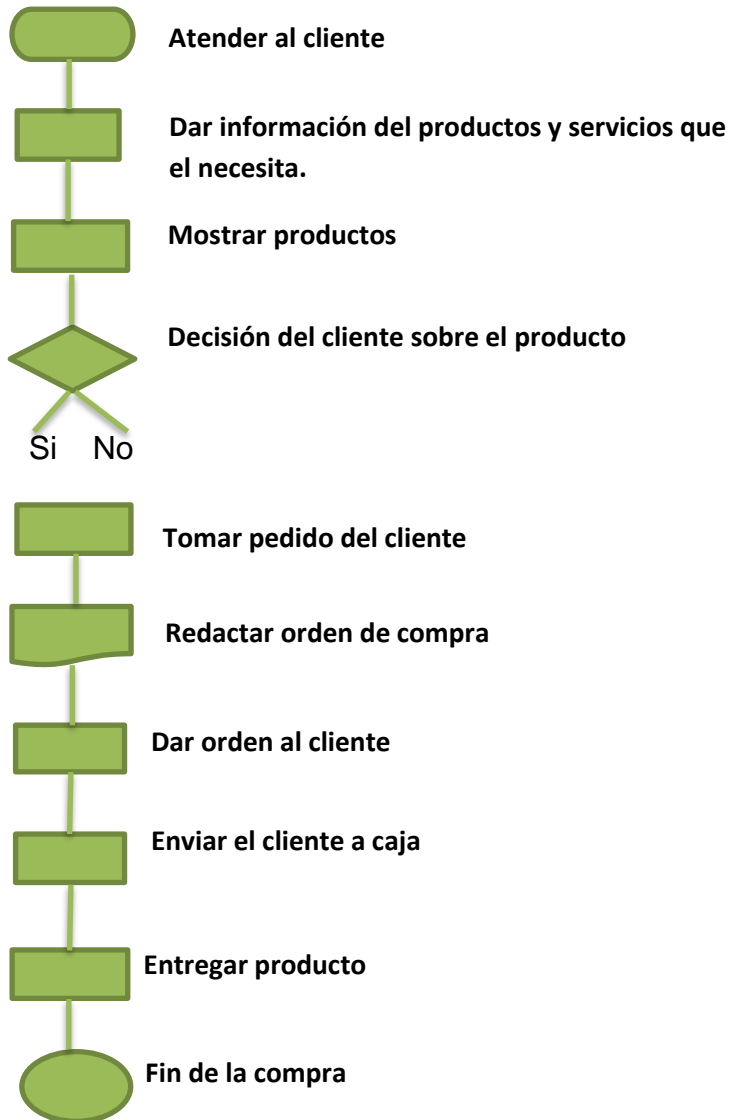 Atender al cliente
Dar información del productos y servicios que
el necesita.
Mostrar productos
Decisión del cliente sobre el producto
Si No
Tomar pedido del cliente
Redactar orden de compra
Dar orden al cliente
Enviar el cliente a caja
Entregar producto
Fin de la compra